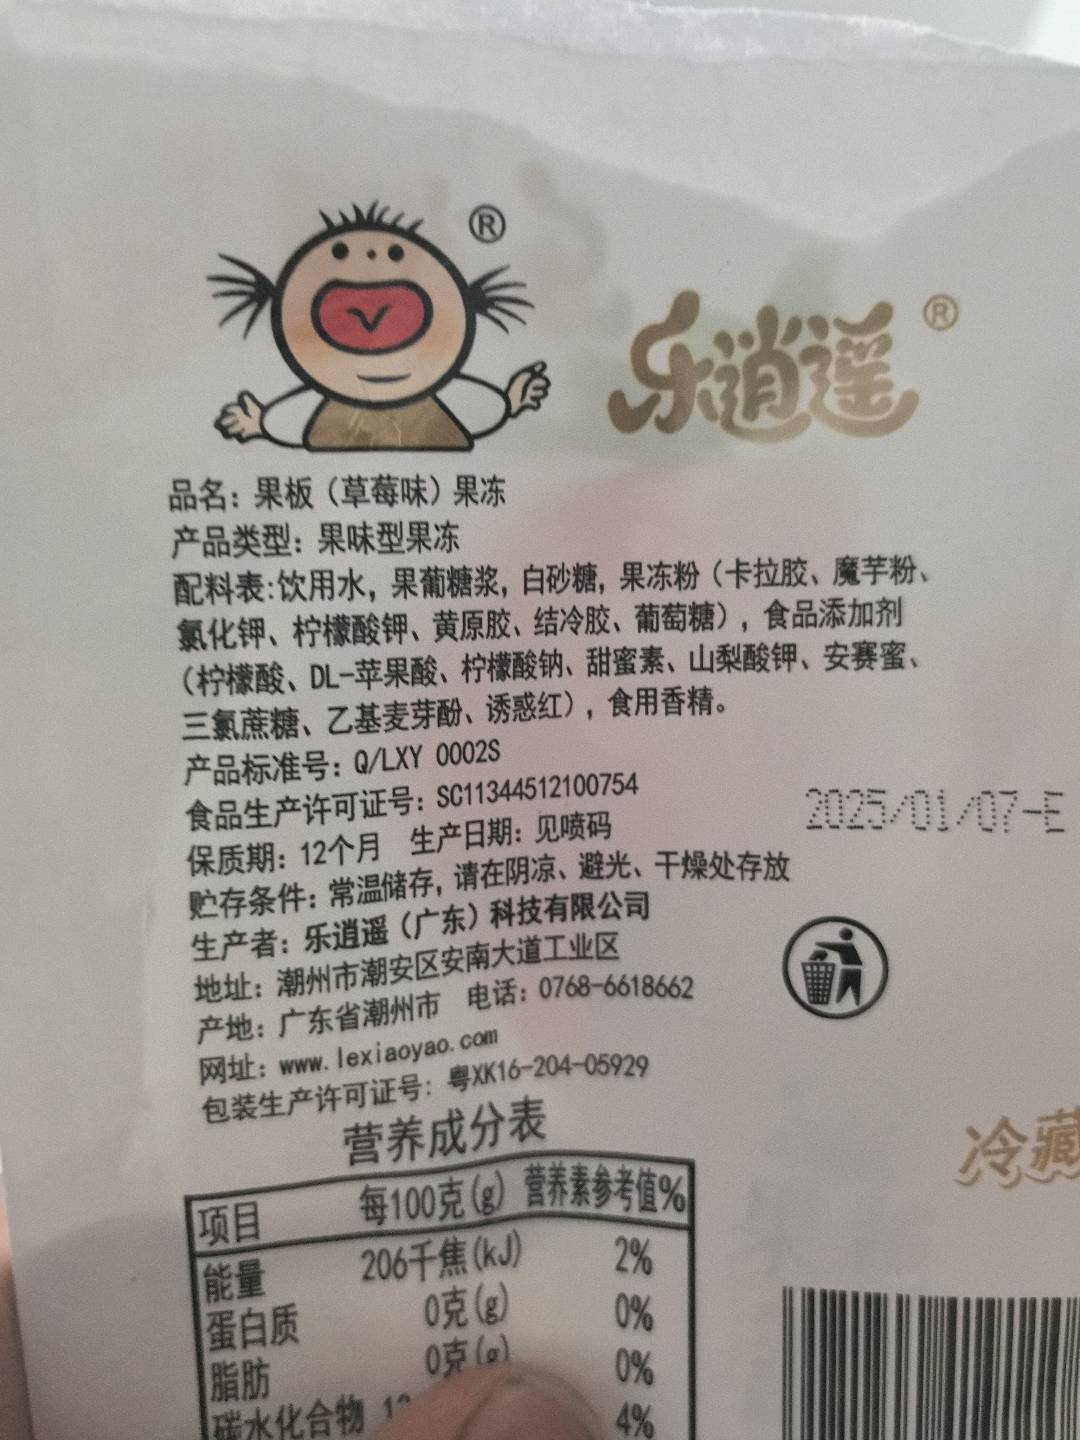 ®
乐逍遥®
品名：果板（草莓味）果冻
产品类型：果味型果冻
配料表:饮用水，果葡糖浆，白砂糖，果冻粉（卡拉胶、魔芋粉、
氯化钾、柠檬酸钾、黄原胶、结冷胶、葡萄糖），食品添加剂
（柠檬酸、DL-苹果酸、柠檬酸钠、甜蜜素、山梨酸钾、安赛蜜、
三氯蔗糖、乙基麦芽酚、诱惑红），食用香精。
产品标准号：Q/LXY 0002S
食品生产许可证号：SC11344512100754
保质期：12个月 生产日期：见喷码
2025/01/07-E
贮存条件：常温储存，请在阴凉、避光、干燥处存放
生产者：乐逍遥（广东）科技有限公司
地址：潮州市潮安区安南大道工业区
产地：广东省潮州市 电话：0768-6618662
网址：www.lexiaoyao.com
包装生产许可证号：粤XK16-204-05929
冷藏
营养成分表
项目 每100克(g) 营养素参考值%
能量 206千焦(kJ) 2%
蛋白质 0克(g) 0%
脂肪 0克(g) 0%
碳水化合物 4%